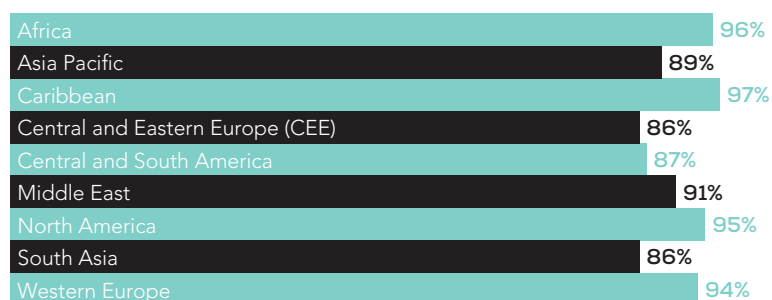 Africa 96%
Asia Pacific 89%
Caribbean 97%
Central and Eastern Europe (CEE) 86%
Central and South America 87%
Middle East 91%
North America 95%
South Asia 86%
Western Europe 94%